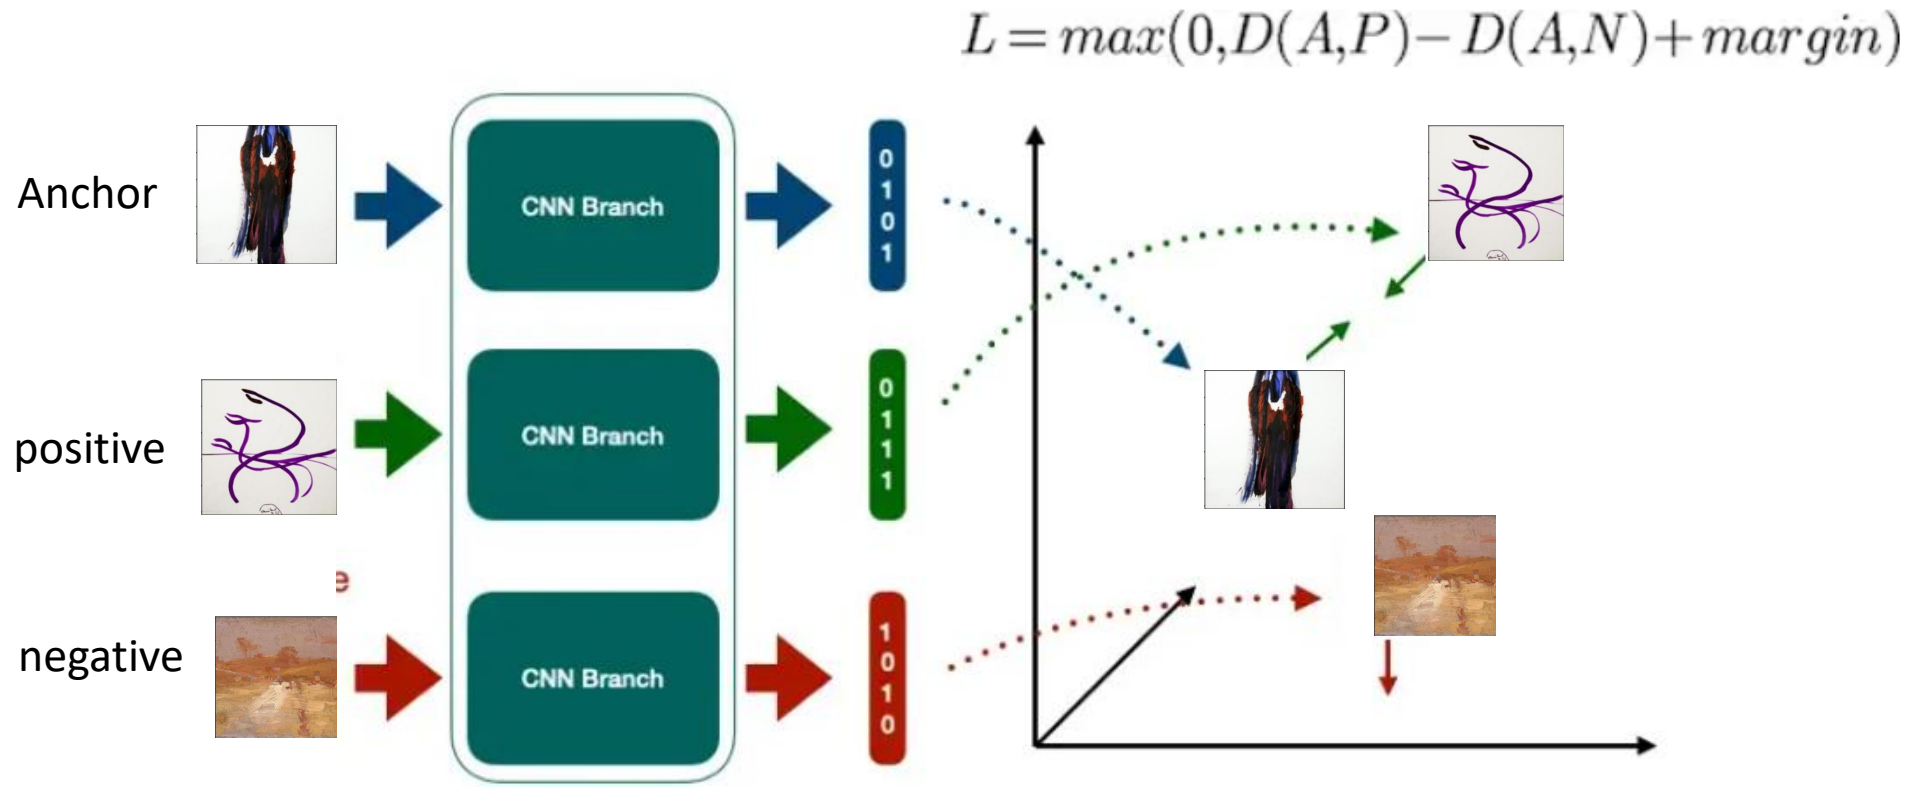 L = max(0,D(A,P)− D(A,N)+margin)
Anchor
CNN Branch
0
1
0
1
positive
CNN Branch
0
1
1
1
e
negative
CNN Branch
1
0
1
0